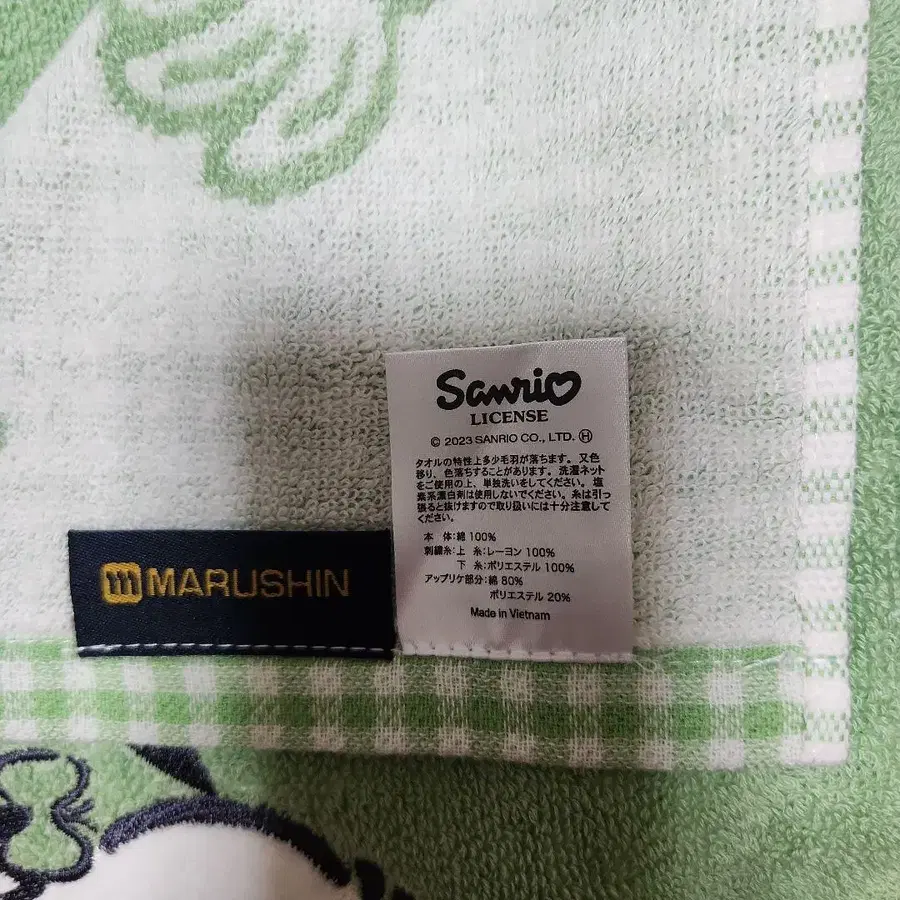 Sanrio
LICENSE
© 2023 SANRIO CO., LTD. Ⓗ
タオルの特性上多少毛羽が落ちます。又色
移り、色落ちすることがあります。洗濯ネット
をご使用の上、単独洗いをしてください。塩
素系漂白剤は使用しないでください。糸は引っ
張ると抜けますので取り扱いには十分注意して
ください。
本 体:綿 100%
刺繍糸:上 糸:レーヨン 100%
下 糸:ポリエステル 100%
アップリケ部分:綿 80%
ポリエステル 20%
Made in Vietnam
m MARUSHIN